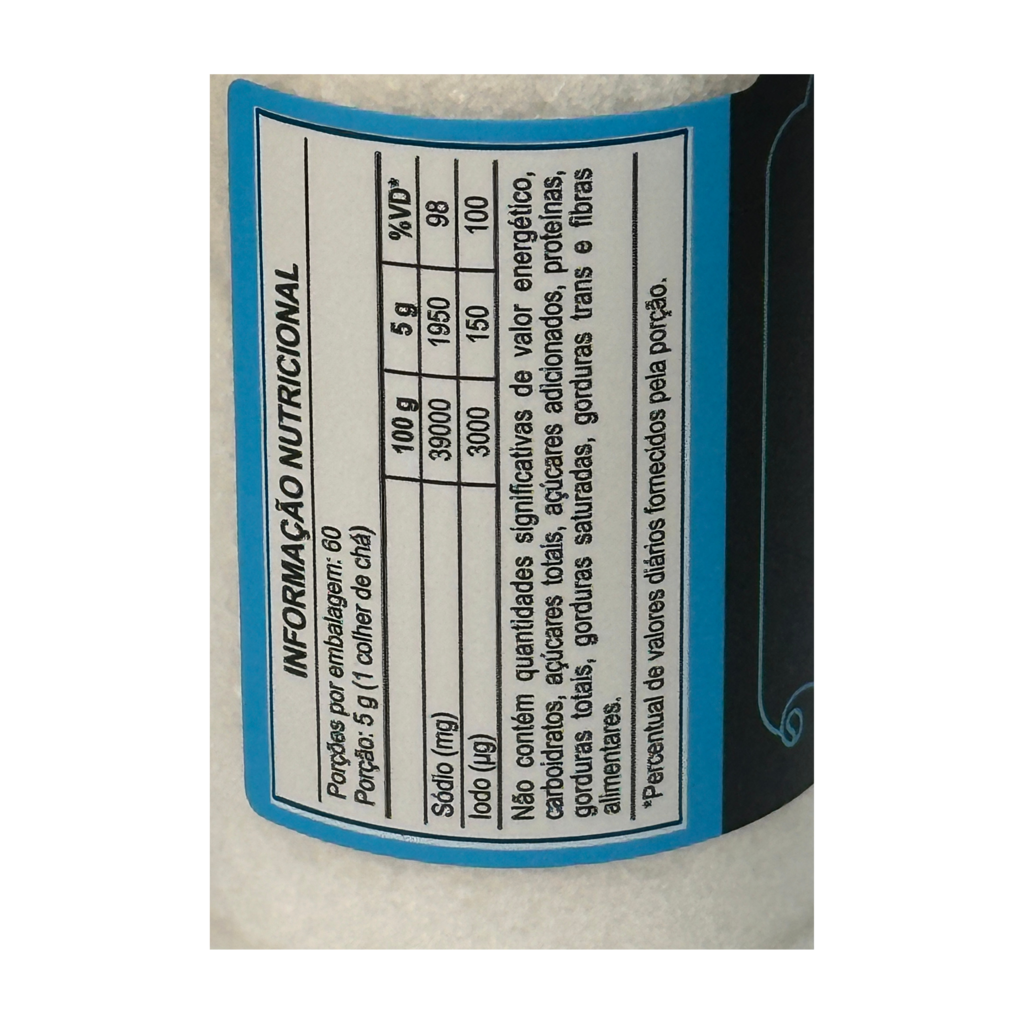 INFORMAÇÃO NUTRICIONAL
Porções por embalagem: 60
Porção: 5 g (1 colher de chá)
100 g 5 g %VD*
Sódio (mg) 39000 1950 98
Iodo (µg) 3000 150 100
Não contém quantidades significativas de valor energético,
carboidratos, açúcares totais, açúcares adicionados, proteínas,
gorduras totais, gorduras saturadas, gorduras trans e fibras
alimentares.
*Percentual de valores diários fornecidos pela porção.